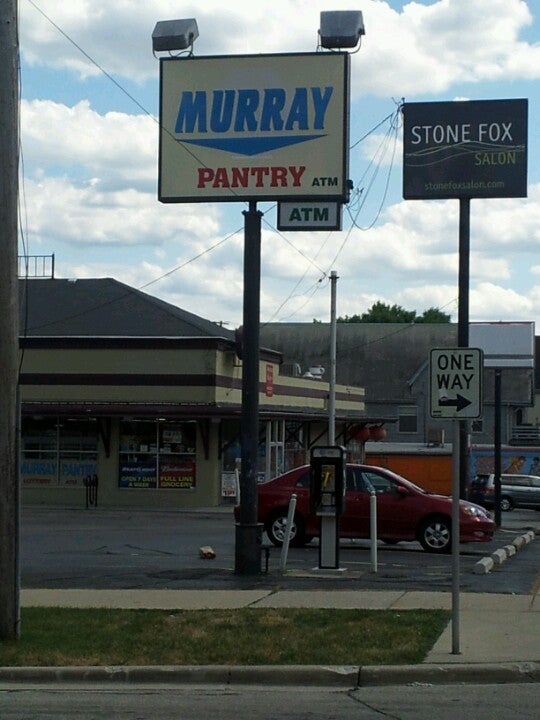 MURRAY
PANTRY ATM
ATM
STONE FOX
SALON
stonefoxsalon.com
ONE
WAY
MURRAY PANTRY
OPEN 7 DAYS
A WEEK
FULL LINE
GROCERY